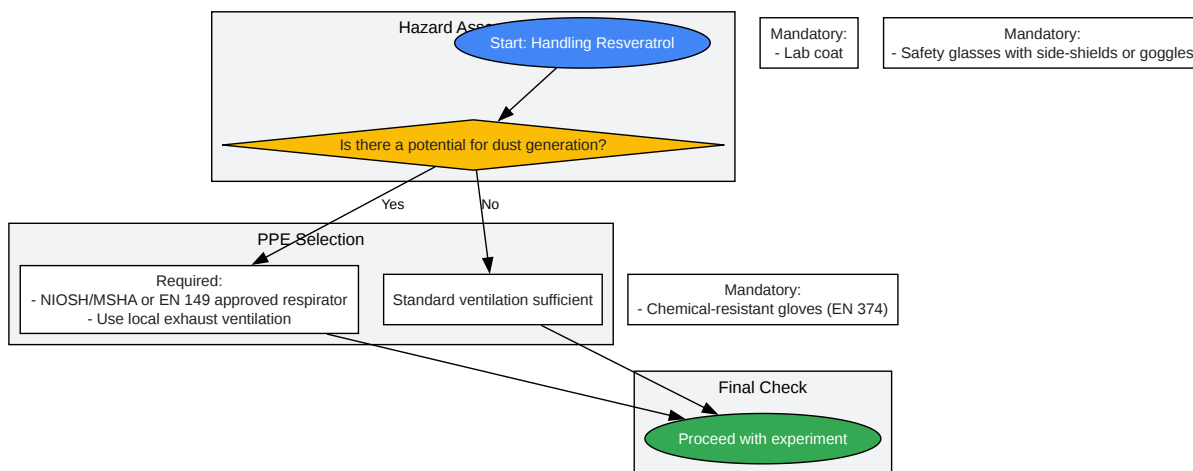 Hazard Asse
Start: Handling Resveratrol
Mandatory:
- Lab coat
Mandatory:
- Safety glasses with side-shields or goggles
Is there a potential for dust generation?
Yes
No
PPE Selection
Required:
- NIOSH/MSHA or EN 149 approved respirator
- Use local exhaust ventilation
Standard ventilation sufficient
Mandatory:
- Chemical-resistant gloves (EN 374)
Final Check
Proceed with experiment